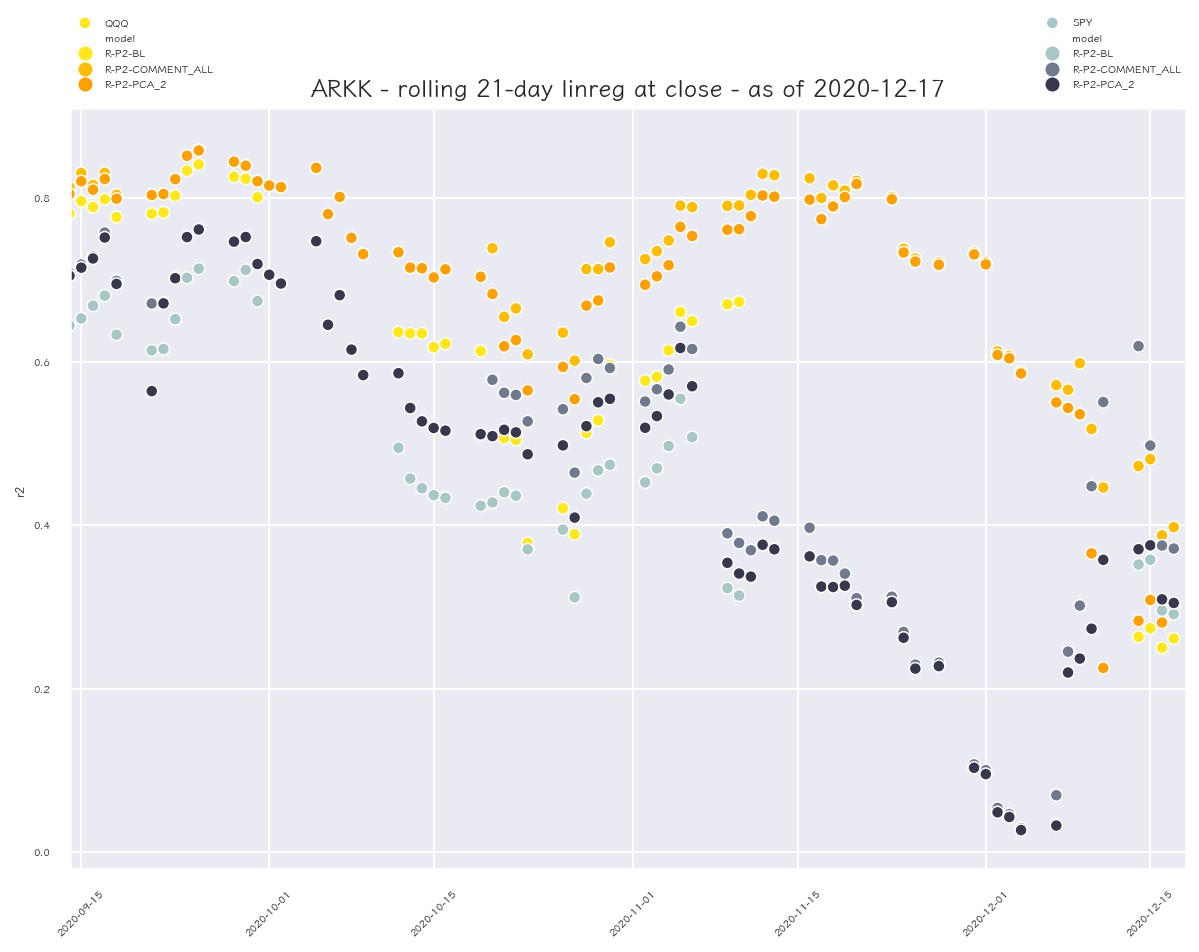 QQQ
model
R-P2-BL
R-P2-COMMENT_ALL
R-P2-PCA_2
SPY
model
R-P2-BL
R-P2-COMMENT_ALL
R-P2-PCA_2
ARKK - rolling 21-day linreg at close - as of 2020-12-17
r2
0.8
0.6
0.4
0.2
0.0
2020-09-15
2020-10-01
2020-10-15
2020-11-01
2020-11-15
2020-12-01
2020-12-15